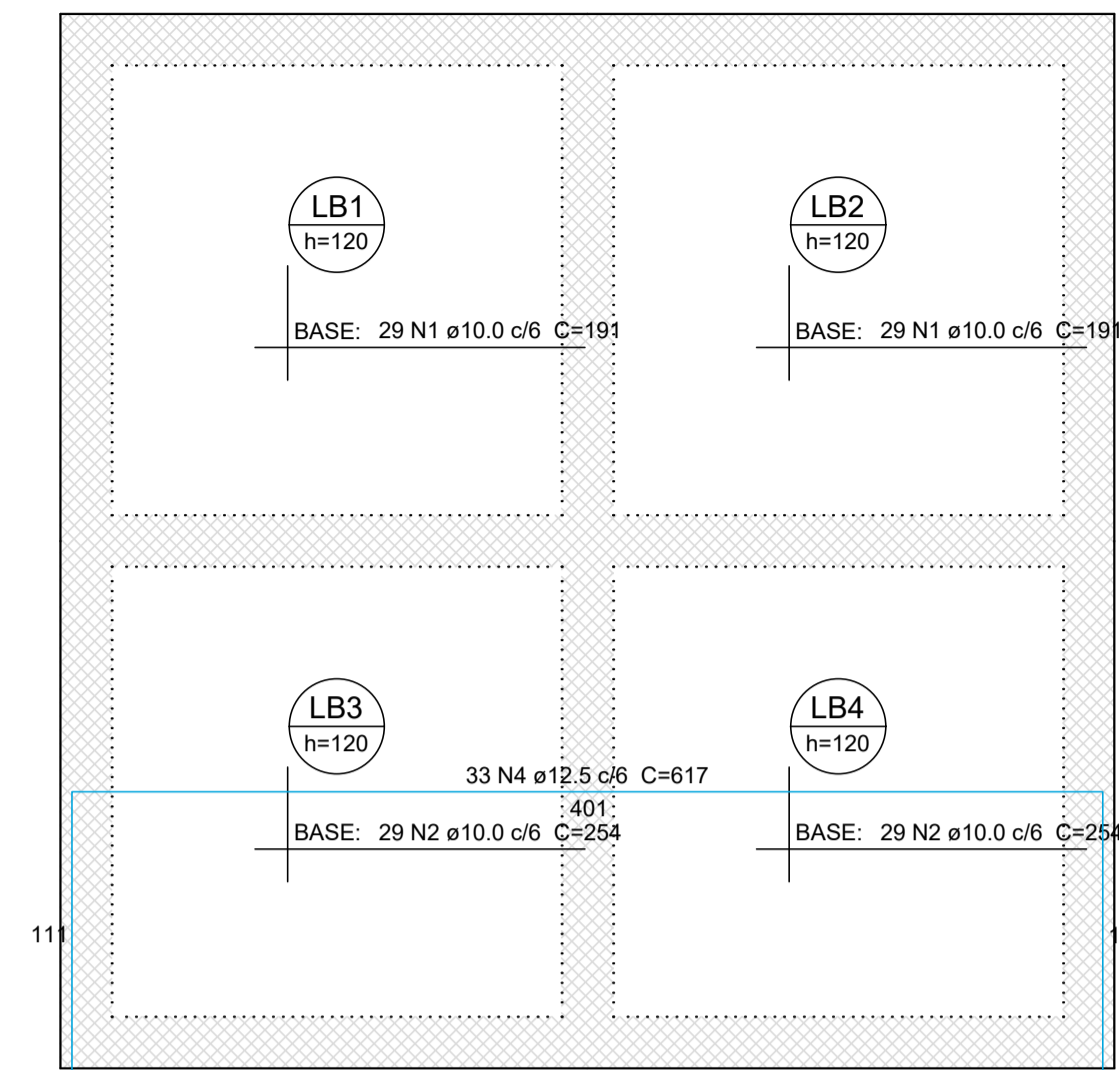 LB1
h=120
LB2
h=120
BASE: 29 N1 ø10.0 c/6 C=191
BASE: 29 N1 ø10.0 c/6 C=191
LB3
h=120
LB4
h=120
33 N4 ø12.5 c/6 C=617
401
BASE: 29 N2 ø10.0 c/6 C=254
BASE: 29 N2 ø10.0 c/6 C=254
111